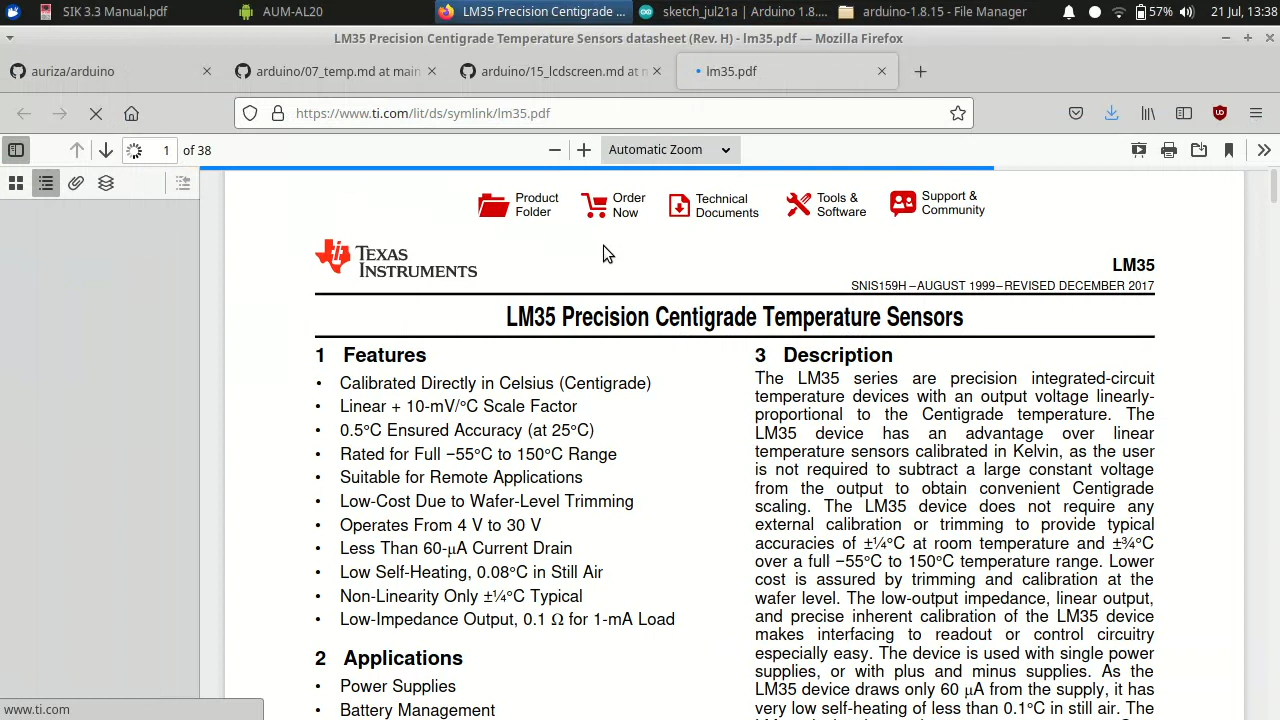 SIK 3.3 Manual.pdf
AUM-AL20
LM35 Precision Centigrade ...
sketch_jul21a | Arduino 1.8....
arduino-1.8.15 - File Manager
57%
21 Jul, 13:38
LM35 Precision Centigrade Temperature Sensors datasheet (Rev. H) - lm35.pdf — Mozilla Firefox
auriza/arduino
arduino/07_temp.md at main
arduino/15_lcdscreen.md at m
lm35.pdf
https://www.ti.com/lit/ds/symlink/lm35.pdf
1 of 38
Automatic Zoom
Product Folder
Order Now
Technical Documents
Tools & Software
Support & Community
TEXAS INSTRUMENTS
LM35
SNIS159H – AUGUST 1999 – REVISED DECEMBER 2017
LM35 Precision Centigrade Temperature Sensors
1 Features
• Calibrated Directly in Celsius (Centigrade)
• Linear + 10-mV/°C Scale Factor
• 0.5°C Ensured Accuracy (at 25°C)
• Rated for Full −55°C to 150°C Range
• Suitable for Remote Applications
• Low-Cost Due to Wafer-Level Trimming
• Operates From 4 V to 30 V
• Less Than 60-μA Current Drain
• Low Self-Heating, 0.08°C in Still Air
• Non-Linearity Only ±¼°C Typical
• Low-Impedance Output, 0.1 Ω for 1-mA Load
2 Applications
• Power Supplies
• Battery Management
3 Description
The LM35 series are precision integrated-circuit
temperature devices with an output voltage linearly-
proportional to the Centigrade temperature. The
LM35 device has an advantage over linear
temperature sensors calibrated in Kelvin, as the user
is not required to subtract a large constant voltage
from the output to obtain convenient Centigrade
scaling. The LM35 device does not require any
external calibration or trimming to provide typical
accuracies of ±¼°C at room temperature and ±¾°C
over a full −55°C to 150°C temperature range. Lower
cost is assured by trimming and calibration at the
wafer level. The low-output impedance, linear output,
and precise inherent calibration of the LM35 device
makes interfacing to readout or control circuitry
especially easy. The device is used with single power
supplies, or with plus and minus supplies. As the
LM35 device draws only 60 μA from the supply, it has
very low self-heating of less than 0.1°C in still air. The
www.ti.com